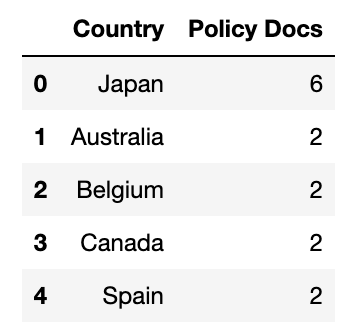 Country Policy Docs
0 Japan 6
1 Australia 2
2 Belgium 2
3 Canada 2
4 Spain 2